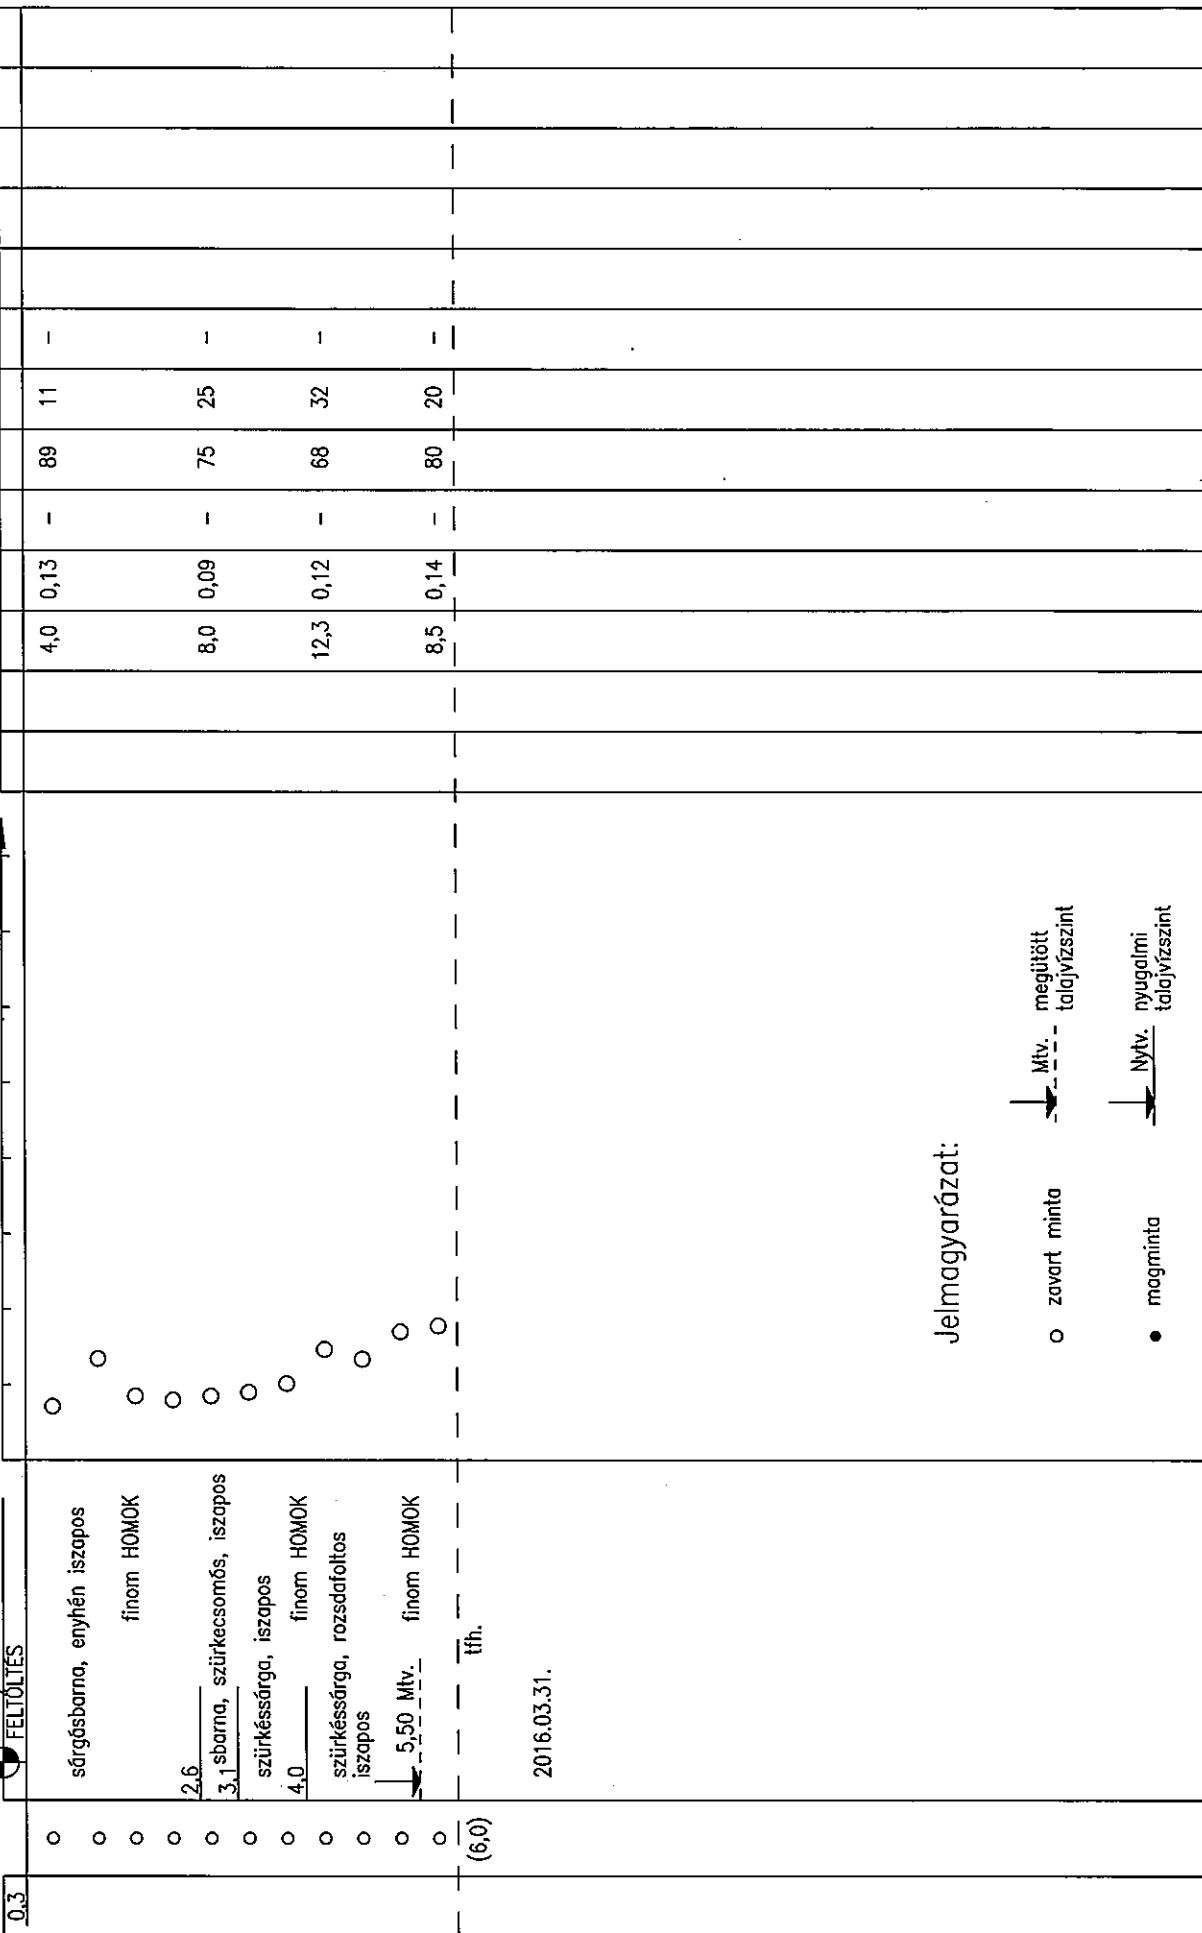 0,3
FELTÖLTÉS
sárgásbarna, enyhén iszapos
finom HOMOK
4,0 0,13 - 89 11 -
2,6
sbarna, szürkecsomós, iszapos
8,0 0,09 - 75 25 -
3,1
szürkéssárga, iszapos
finom HOMOK
4,0
12,3 0,12 - 68 32 -
szürkéssárga, rozsdafoltos
iszapos
5,50 Mtv.
finom HOMOK
8,5 0,14 - 80 20 -
(6,0)
tfh.
2016.03.31.
Jelmagyarázat:
zavart minta
Mtv. megütött
talajvízszint
magminta
Nytv. nyugalmi
talajvízszint